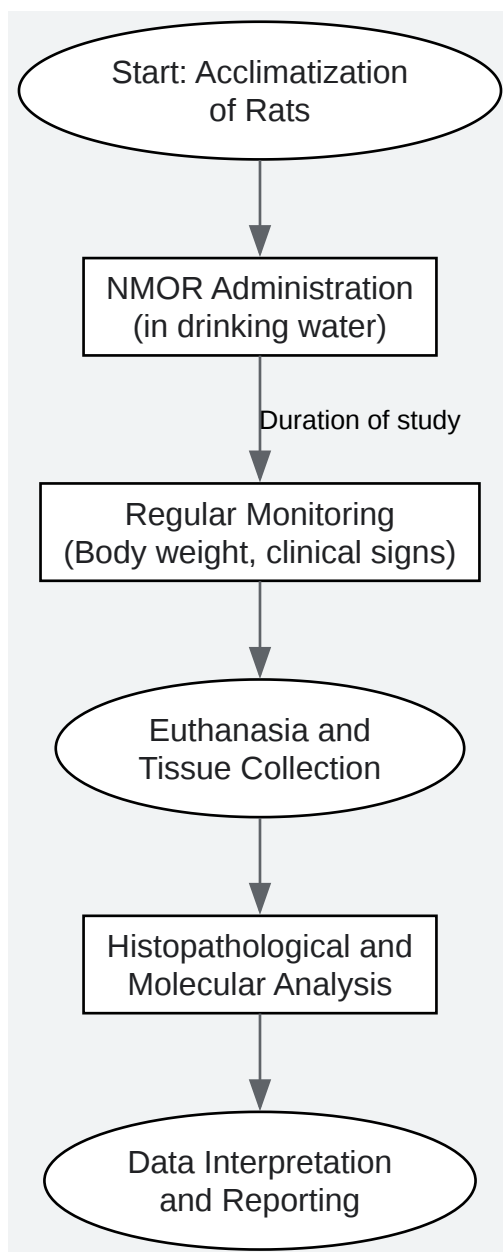 Start: Acclimatization
of Rats
NMOR Administration
(in drinking water)
Duration of study
Regular Monitoring
(Body weight, clinical signs)
Euthanasia and
Tissue Collection
Histopathological and
Molecular Analysis
Data Interpretation
and Reporting